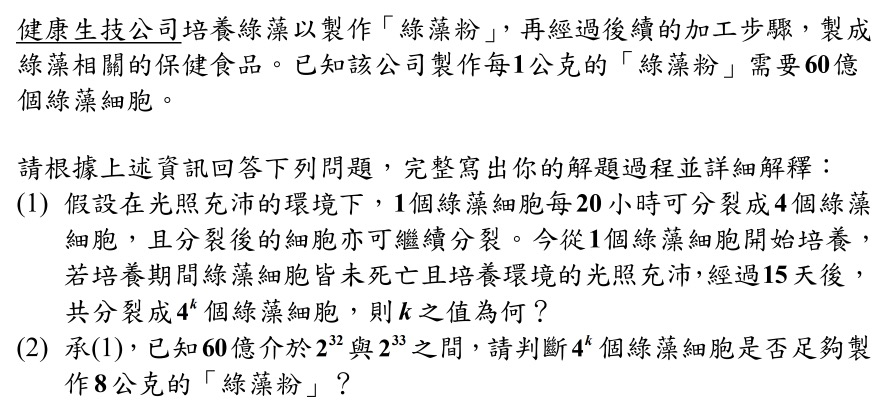 健康生技公司培養綠藻以製作「綠藻粉」，再經過後續的加工步驟，製成
綠藻相關的保健食品。已知該公司製作每1公克的「綠藻粉」需要60億
個綠藻細胞。
請根據上述資訊回答下列問題，完整寫出你的解題過程並詳細解釋：
(1) 假設在光照充沛的環境下，1個綠藻細胞每20小時可分裂成4個綠藻
細胞，且分裂後的細胞亦可繼續分裂。今從1個綠藻細胞開始培養，
若培養期間綠藻細胞皆未死亡且培養環境的光照充沛，經過15天後，
共分裂成4ᵏ個綠藻細胞，則k之值為何？
(2) 承(1)，已知60億介於2³²與2³³之間，請判斷4ᵏ個綠藻細胞是否足夠製
作8公克的「綠藻粉」？